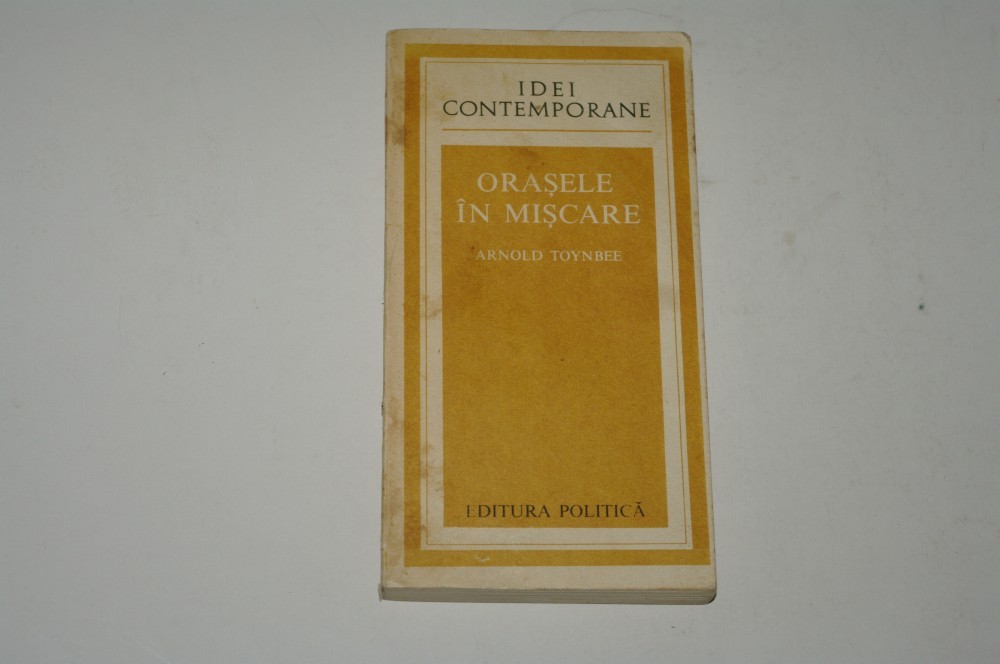 IDEI
CONTEMPORANE
ORAȘELE
ÎN MIȘCARE
ARNOLD TOYNBEE
EDITURA POLITICĂ